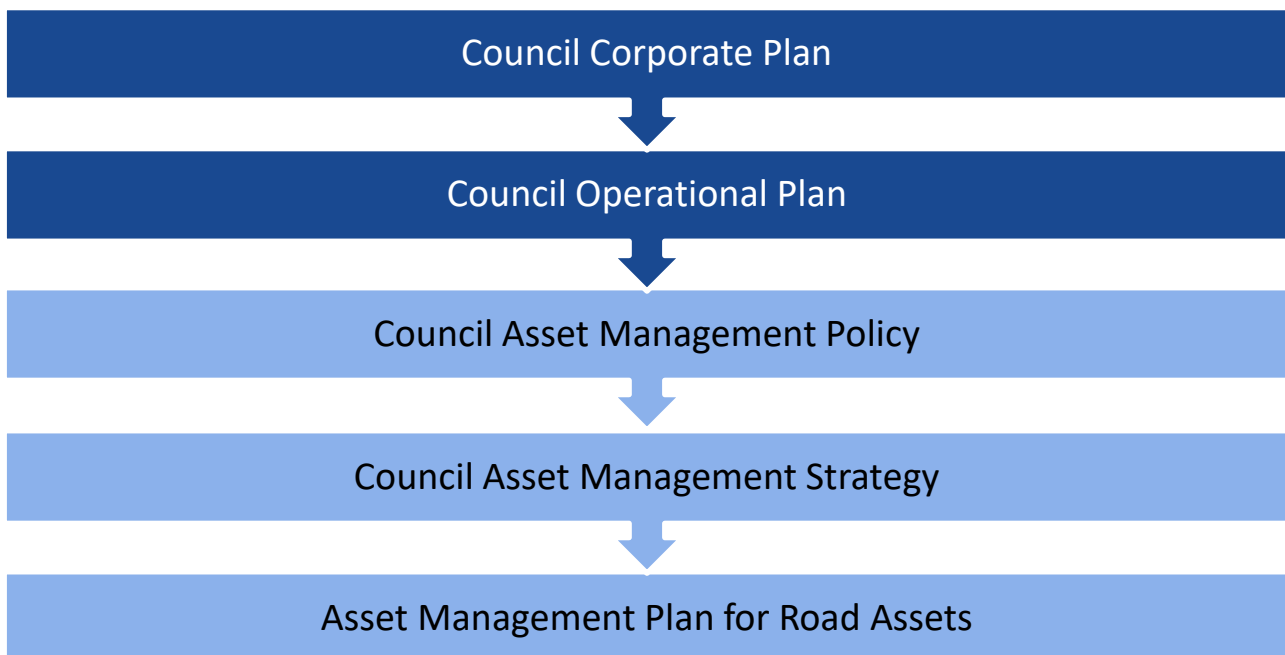 Council Corporate Plan
Council Operational Plan
Council Asset Management Policy
Council Asset Management Strategy
Asset Management Plan for Road Assets